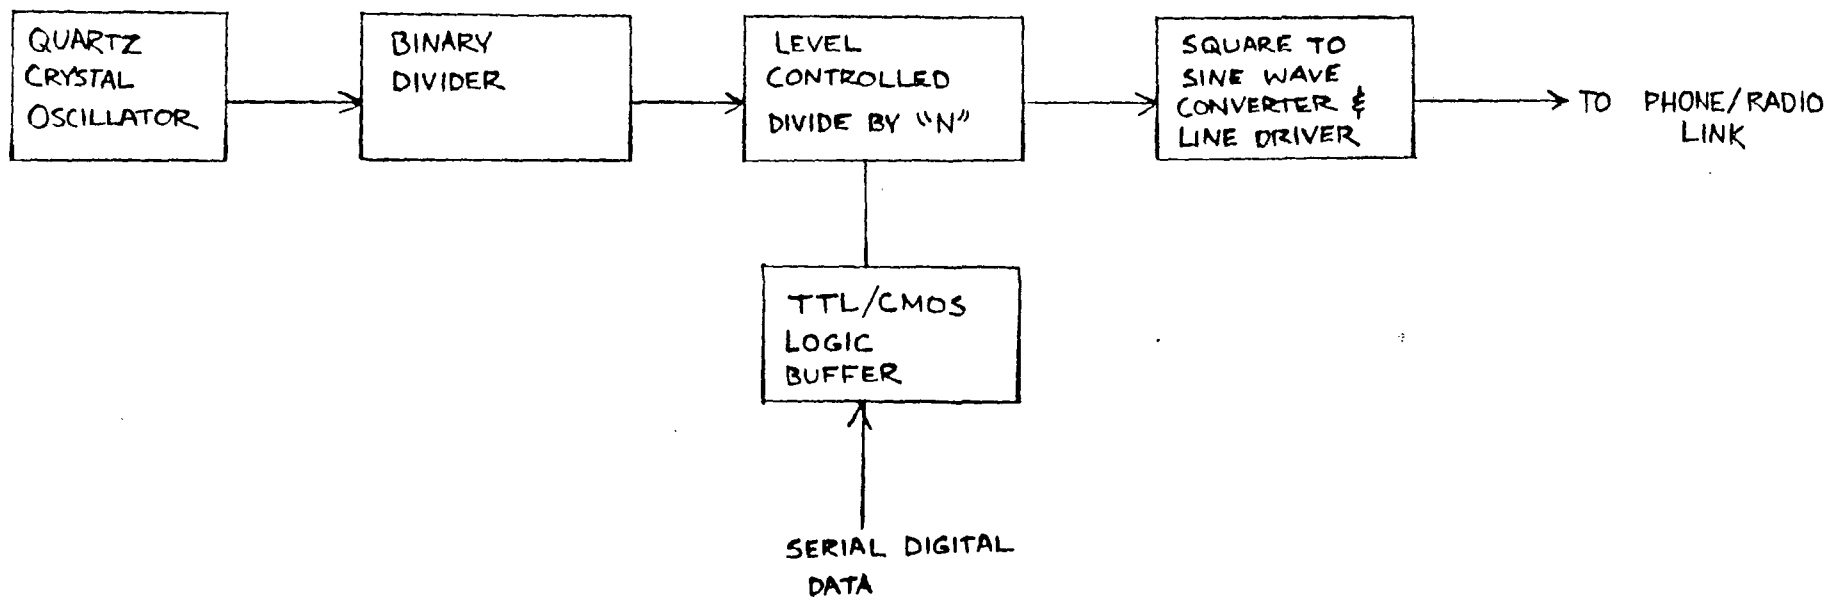 QUARTZ
CRYSTAL
OSCILLATOR
BINARY
DIVIDER
LEVEL
CONTROLLED
DIVIDE BY "N"
SQUARE TO
SINE WAVE
CONVERTER &
LINE DRIVER
TO PHONE/RADIO
LINK
TTL/CMOS
LOGIC
BUFFER
SERIAL DIGITAL
DATA